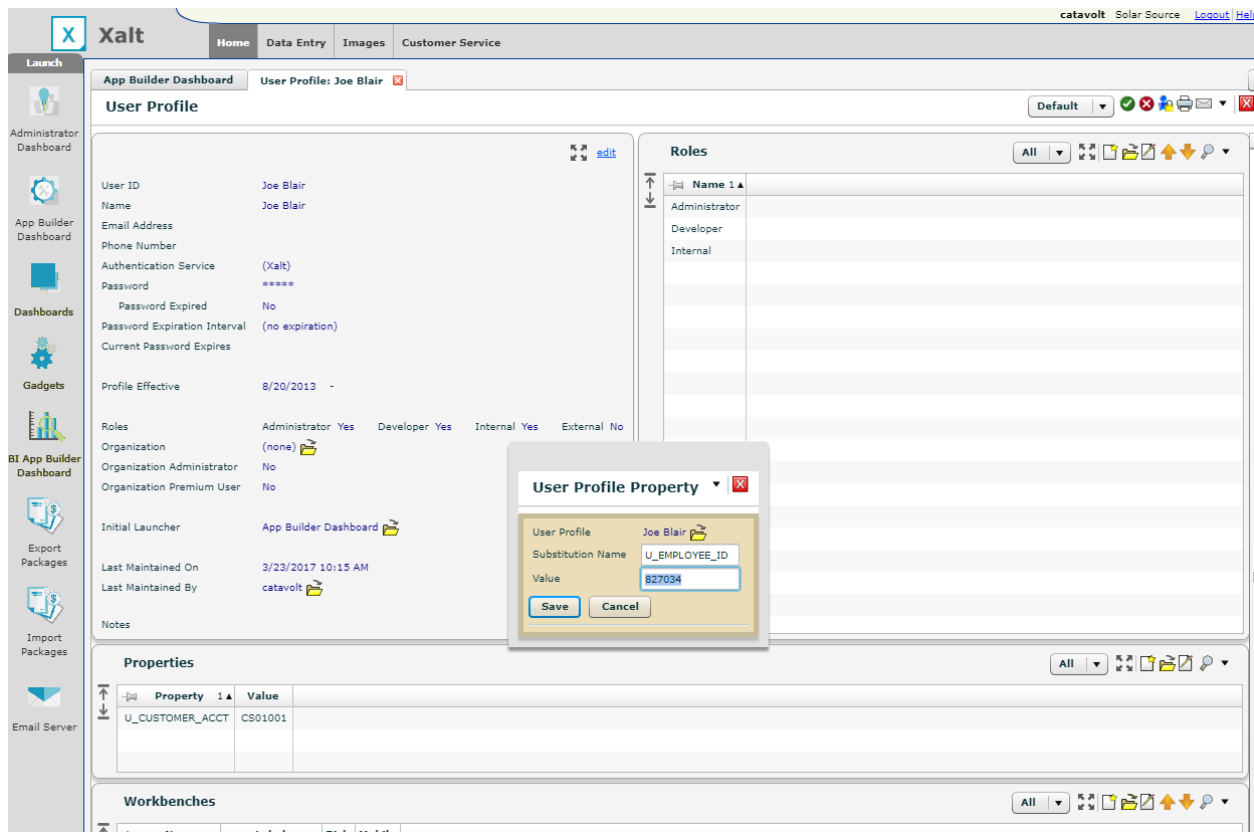 catavolt Solar Source Logout Help
X Xalt
Home Data Entry Images Customer Service
Launch
Administrator
Dashboard
App Builder
Dashboard
Dashboards
Gadgets
BI App Builder
Dashboard
Export
Packages
Import
Packages
Email Server
App Builder Dashboard User Profile: Joe Blair
User Profile
Default
edit
User ID Joe Blair
Name Joe Blair
Email Address
Phone Number
Authentication Service (Xalt)
Password *****
Password Expired No
Password Expiration Interval (no expiration)
Current Password Expires
Profile Effective 8/20/2013 -
Roles Administrator Yes Developer Yes Internal Yes External No
Organization (none)
Organization Administrator No
Organization Premium User No
Initial Launcher App Builder Dashboard
Last Maintained On 3/23/2017 10:15 AM
Last Maintained By catavolt
Notes
Roles
All
Name 1
Administrator
Developer
Internal
User Profile Property
User Profile Joe Blair
Substitution Name U_EMPLOYEE_ID
Value 827034
Save Cancel
Properties
All
Property 1 Value
U_CUSTOMER_ACCT CS01001
Workbenches
All